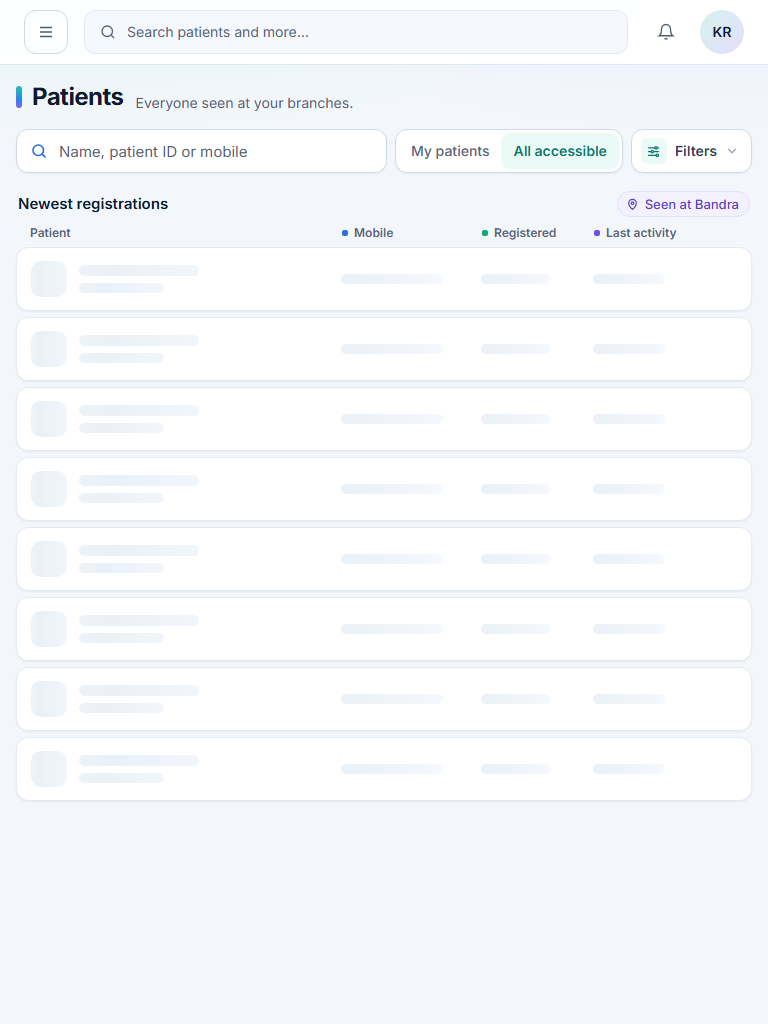 Search patients and more...
KR
Patients
Everyone seen at your branches.
Name, patient ID or mobile
My patients
All accessible
Filters
Newest registrations
Seen at Bandra
Patient
Mobile
Registered
Last activity